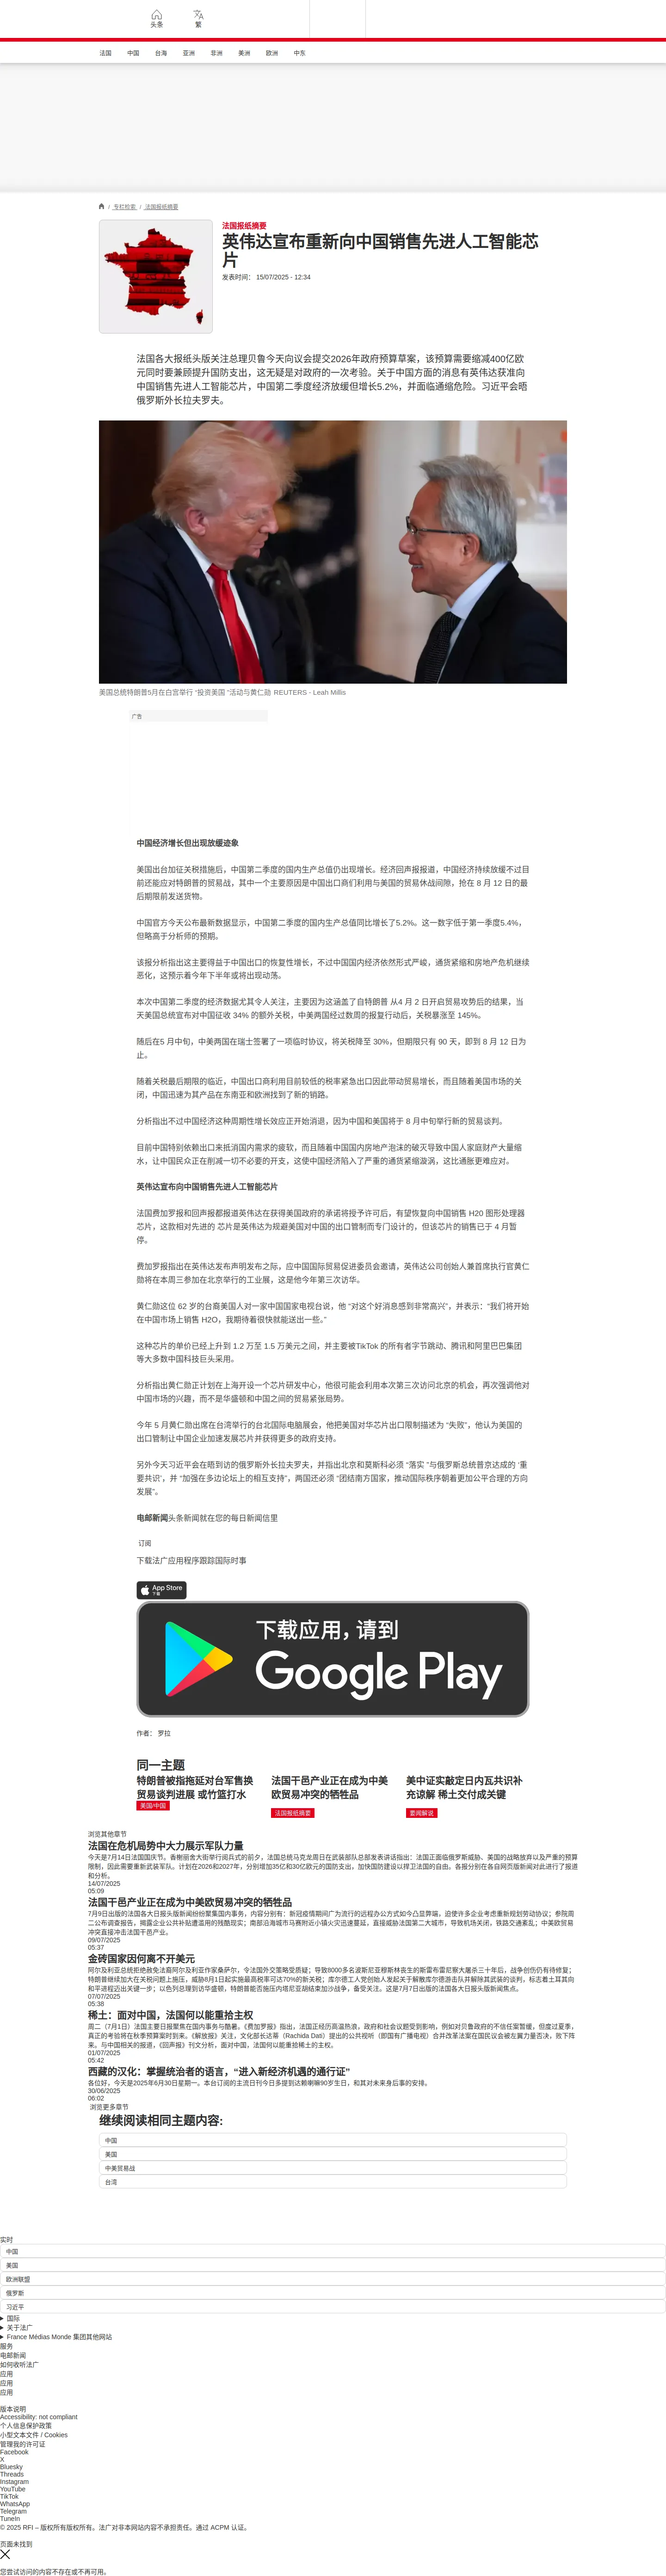 头条
繁
法国
中国
台海
亚洲
非洲
美洲
欧洲
中东
/ 专栏检索 / 法国报纸摘要
法国报纸摘要
英伟达宣布重新向中国销售先进人工智能芯
片
发表时间： 15/07/2025 - 12:34
法国各大报纸头版关注总理贝鲁今天向议会提交2026年政府预算草案，该预算需要缩减400亿欧
元同时要兼顾提升国防支出，这无疑是对政府的一次考验。关于中国方面的消息有英伟达获准向
中国销售先进人工智能芯片，中国第二季度经济放缓但增长5.2%，并面临通缩危险。习近平会晤
俄罗斯外长拉夫罗夫。
美国总统特朗普5月在白宫举行 “投资美国 ”活动与黄仁勋 REUTERS - Leah Millis
广告
中国经济增长但出现放缓迹象
美国出台加征关税措施后，中国第二季度的国内生产总值仍出现增长。经济回声报报道，中国经济持续放缓不过目
前还能应对特朗普的贸易战，其中一个主要原因是中国出口商们利用与美国的贸易休战间隙，抢在 8 月 12 日的最
后期限前发送货物。
中国官方今天公布最新数据显示，中国第二季度的国内生产总值同比增长了5.2%。这一数字低于第一季度5.4%，
但略高于分析师的预期。
该报分析指出这主要得益于中国出口的恢复性增长，不过中国国内经济依然形式严峻，通货紧缩和房地产危机继续
恶化，这预示着今年下半年或将出现动荡。
本次中国第二季度的经济数据尤其令人关注，主要因为这涵盖了自特朗普 从4 月 2 日开启贸易攻势后的结果，当
天美国总统宣布对中国征收 34% 的额外关税，中美两国经过数周的报复行动后，关税暴涨至 145%。
随后在5 月中旬，中美两国在瑞士签署了一项临时协议，将关税降至 30%，但期限只有 90 天，即到 8 月 12 日为
止。
随着关税最后期限的临近，中国出口商利用目前较低的税率紧急出口因此带动贸易增长，而且随着美国市场的关
闭，中国迅速为其产品在东南亚和欧洲找到了新的销路。
分析指出不过中国经济这种周期性增长效应正开始消退，因为中国和美国将于 8 月中旬举行新的贸易谈判。
目前中国特别依赖出口来抵消国内需求的疲软，而且随着中国国内房地产泡沫的破灭导致中国人家庭财产大量缩
水，让中国民众正在削减一切不必要的开支，这使中国经济陷入了严重的通货紧缩漩涡，这比通胀更难应对。
英伟达宣布向中国销售先进人工智能芯片
法国费加罗报和回声报都报道英伟达在获得美国政府的承诺将授予许可后，有望恢复向中国销售 H20 图形处理器
芯片，这款相对先进的 芯片是英伟达为规避美国对中国的出口管制而专门设计的，但该芯片的销售已于 4 月暂
停。
费加罗报指出在英伟达发布声明发布之际，应中国国际贸易促进委员会邀请，英伟达公司创始人兼首席执行官黄仁
勋将在本周三参加在北京举行的工业展，这是他今年第三次访华。
黄仁勋这位 62 岁的台裔美国人对一家中国国家电视台说，他 “对这个好消息感到非常高兴”，并表示：“我们将开始
在中国市场上销售 H2O，我期待着很快就能送出一些。”
这种芯片的单价已经上升到 1.2 万至 1.5 万美元之间，并主要被TikTok 的所有者字节跳动、腾讯和阿里巴巴集团
等大多数中国科技巨头采用。
分析指出黄仁勋正计划在上海开设一个芯片研发中心，他很可能会利用本次第三次访问北京的机会，再次强调他对
中国市场的兴趣，而不是华盛顿和中国之间的贸易紧张局势。
今年 5 月黄仁勋出席在台湾举行的台北国际电脑展会，他把美国对华芯片出口限制描述为 “失败”，他认为美国的
出口管制让中国企业加速发展芯片并获得更多的政府支持。
另外今天习近平会在晤到访的俄罗斯外长拉夫罗夫，并指出北京和莫斯科必须 “落实 ”与俄罗斯总统普京达成的 ‘重
要共识’，并 “加强在多边论坛上的相互支持”，两国还必须 “团结南方国家，推动国际秩序朝着更加公平合理的方向
发展”。
电邮新闻头条新闻就在您的每日新闻信里
订阅
下载法广应用程序跟踪国际时事
App Store
下载
下载应用，请到
Google Play
作者： 罗拉
同一主题
特朗普被指拖延对台军售换
贸易谈判进展 或竹篮打水
美国/中国
法国干邑产业正在成为中美
欧贸易冲突的牺牲品
法国报纸摘要
美中证实敲定日内瓦共识补
充谅解 稀土交付成关键
要闻解说
浏览其他章节
法国在危机局势中大力展示军队力量
今天是7月14日法国国庆节。香榭丽舍大街举行阅兵式的前夕，法国总统马克龙周日在武装部队总部发表讲话指出：法国正面临俄罗斯威胁、美国的战略放弃以及严重的预算
限制，因此需要重新武装军队。计划在2026和2027年，分别增加35亿和30亿欧元的国防支出，加快国防建设以捍卫法国的自由。各报分别在各自网页版新闻对此进行了报道
和分析。
14/07/2025
05:09
法国干邑产业正在成为中美欧贸易冲突的牺牲品
7月9日出版的法国各大日报头版新闻纷纷聚集国内事务，内容分别有：新冠疫情期间广为流行的远程办公方式如今凸显弊端，迫使许多企业考虑重新规划劳动协议；参院周
二公布调查报告，揭露企业公共补贴遭滥用的残酷现实；南部沿海城市马赛附近小镇火灾迅速蔓延，直接威胁法国第二大城市，导致机场关闭，铁路交通紊乱；中美欧贸易
冲突直接冲击法国干邑产业。
09/07/2025
05:37
金砖国家因何离不开美元
阿尔及利亚总统拒绝赦免法裔阿尔及利亚作家桑萨尔，令法国外交策略受质疑；导致8000多名波斯尼亚穆斯林丧生的斯雷布雷尼察大屠杀三十年后，战争创伤仍有待修复；
特朗普继续加大在关税问题上施压，威胁8月1日起实施最高税率可达70%的新关税；库尔德工人党创始人发起关于解散库尔德游击队并解除其武装的谈判，标志着土耳其向
和平进程迈出关键一步；以色列总理到访华盛顿，特朗普能否施压内塔尼亚胡结束加沙战争，备受关注。这是7月7日出版的法国各大日报头版新闻焦点。
07/07/2025
05:38
稀土：面对中国，法国何以能重拾主权
周二（7月1日）法国主要日报聚焦在国内事务与酷暑。《费加罗报》指出，法国正经历高温热浪，政府和社会议题受到影响，例如对贝鲁政府的不信任案暂缓，但度过夏季，
真正的考验将在秋季预算案时到来。《解放报》关注，文化部长达蒂（Rachida Dati）提出的公共视听（即国有广播电视）合并改革法案在国民议会被左翼力量否决，败下阵
来。与中国相关的报道，《回声报》刊文分析，面对中国，法国何以能重拾稀土的主权。
01/07/2025
05:42
西藏的汉化：掌握统治者的语言，“进入新经济机遇的通行证”
各位好，今天是2025年6月30日星期一。本台订阅的主流日刊今日多提到达赖喇嘛90岁生日，和其对未来身后事的安排。
30/06/2025
06:02
浏览更多章节
继续阅读相同主题内容:
中国
美国
中美贸易战
台湾
实时
中国
美国
欧洲联盟
俄罗斯
习近平
国际
关于法广
France Médias Monde 集团其他网站
服务
电邮新闻
如何收听法广
应用
应用
应用
版本说明
Accessibility: not compliant
个人信息保护政策
小型文本文件 / Cookies
管理我的许可证
Facebook
X
Bluesky
Threads
Instagram
YouTube
TikTok
WhatsApp
Telegram
TuneIn
© 2025 RFI – 版权所有版权所有。法广对非本网站内容不承担责任。通过 ACPM 认证。
页面未找到
您尝试访问的内容不存在或不再可用。